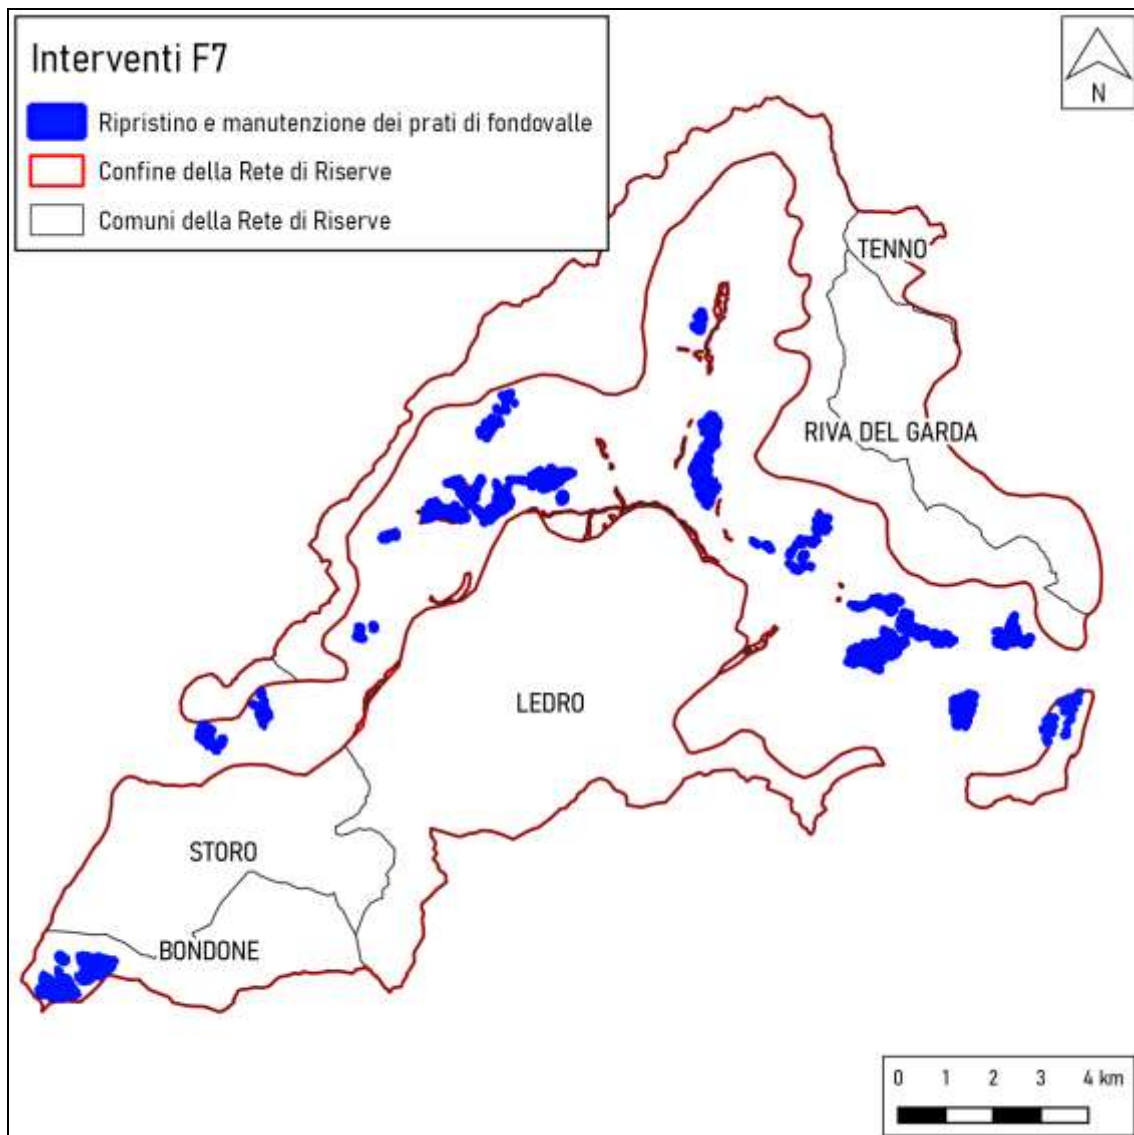 Interventi F7
Ripristino e manutenzione dei prati di fondovalle
Confine della Rete di Riserve
Comuni della Rete di Riserve
N
TENNO
RIVA DEL GARDA
LEDRO
STORO
BONDONE
0 1 2 3 4 km